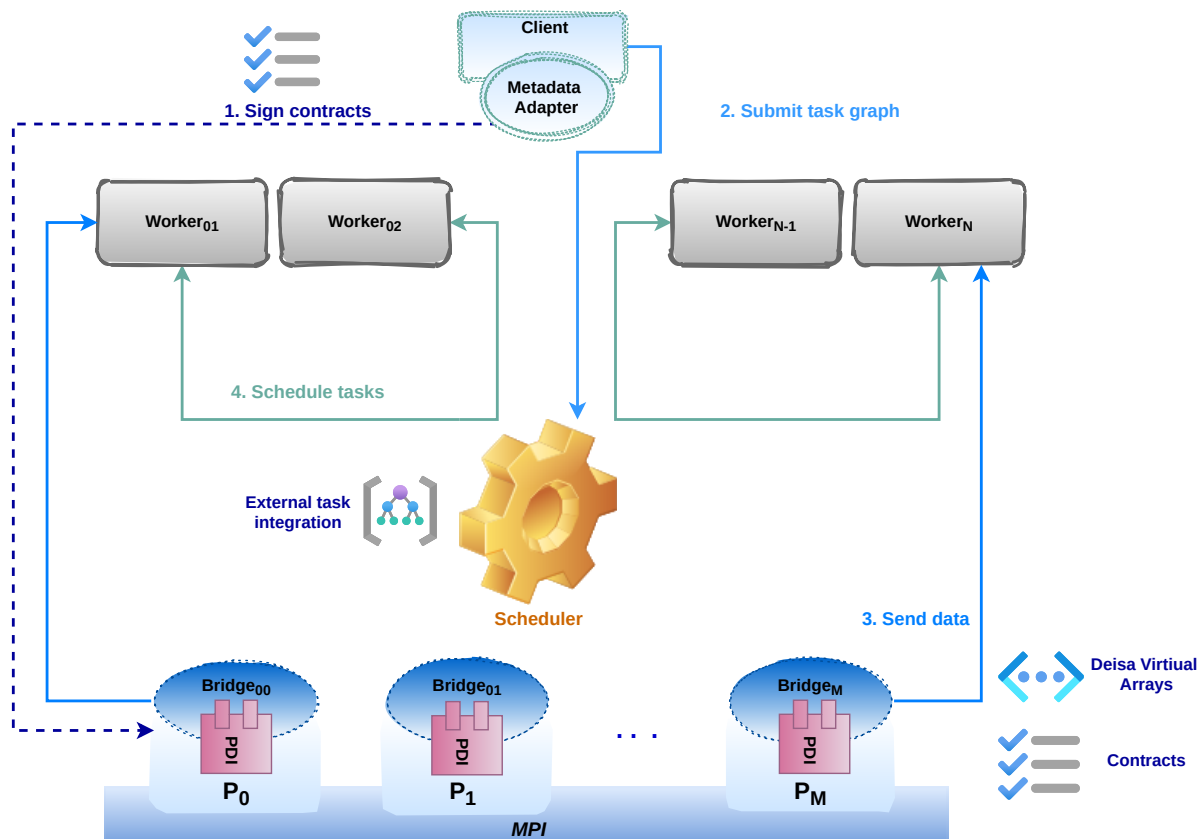 Client
Metadata
Adapter
1. Sign contracts
2. Submit task graph
Worker01
Worker02
WorkerN-1
WorkerN
4. Schedule tasks
External task
integration
Scheduler
3. Send data
Bridge00
Bridge01
BridgeM
Deisa Virtiual
Arrays
PDI
PDI
PDI
. . .
Contracts
P0
P1
PM
MPI